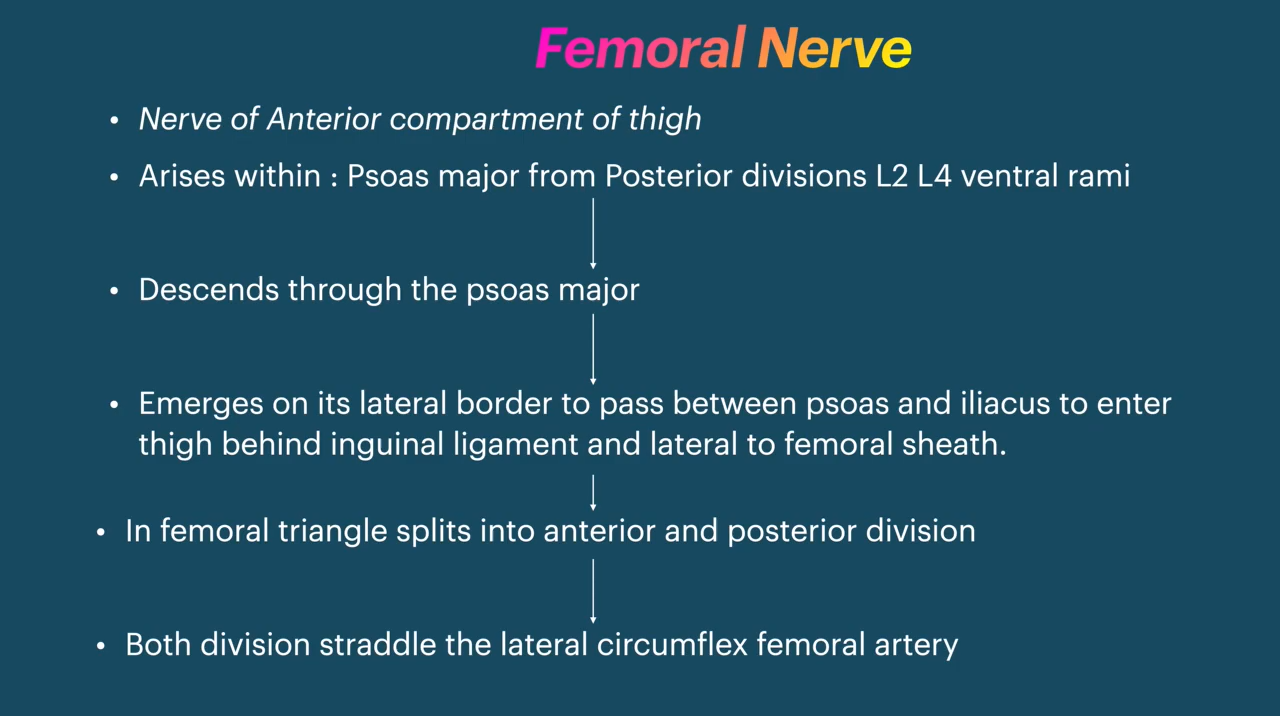 Femoral Nerve
• Nerve of Anterior compartment of thigh
• Arises within : Psoas major from Posterior divisions L2 L4 ventral rami
• Descends through the psoas major
• Emerges on its lateral border to pass between psoas and iliacus to enter
thigh behind inguinal ligament and lateral to femoral sheath.
• In femoral triangle splits into anterior and posterior division
• Both division straddle the lateral circumflex femoral artery